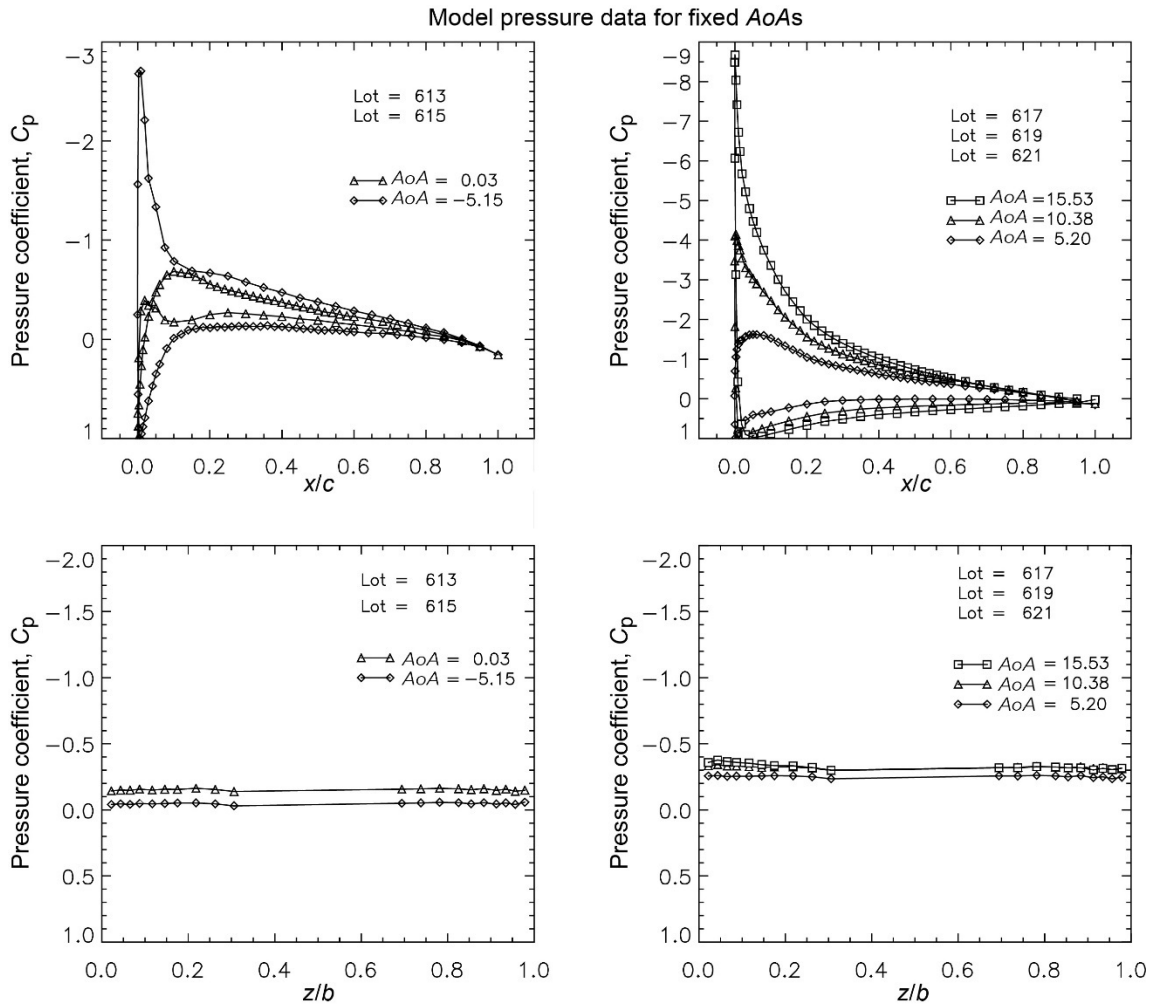 Model pressure data for fixed AoAs
Pressure coefficient, Cp
−3
−2
−1
0
1
Lot = 613
Lot = 615
AoA = 0.03
AoA = −5.15
0.0 0.2 0.4 0.6 0.8 1.0
x/c
Pressure coefficient, Cp
−9
−8
−7
−6
−5
−4
−3
−2
−1
0
1
Lot = 617
Lot = 619
Lot = 621
AoA = 15.53
AoA = 10.38
AoA = 5.20
0.0 0.2 0.4 0.6 0.8 1.0
x/c
Pressure coefficient, Cp
−2.0
−1.5
−1.0
−0.5
0.0
0.5
1.0
Lot = 613
Lot = 615
AoA = 0.03
AoA = −5.15
0.0 0.2 0.4 0.6 0.8 1.0
z/b
Pressure coefficient, Cp
−2.0
−1.5
−1.0
−0.5
0.0
0.5
1.0
Lot = 617
Lot = 619
Lot = 621
AoA = 15.53
AoA = 10.38
AoA = 5.20
0.0 0.2 0.4 0.6 0.8 1.0
z/b